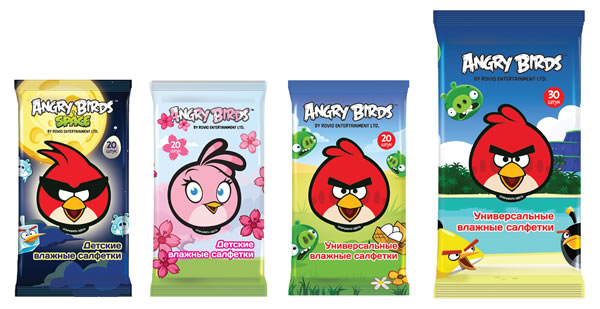 ANGRY BIRDS
SPACE
BY ROVIO ENTERTAINMENT LTD.
20
штук
Детские
влажные салфетки
ANGRY BIRDS
BY ROVIO ENTERTAINMENT LTD.
20
штук
Детские
влажные салфетки
ANGRY BIRDS
BY ROVIO ENTERTAINMENT LTD.
20
штук
Универсальные
влажные салфетки
ANGRY BIRDS
BY ROVIO ENTERTAINMENT LTD.
30
штук
Универсальные
влажные салфетки